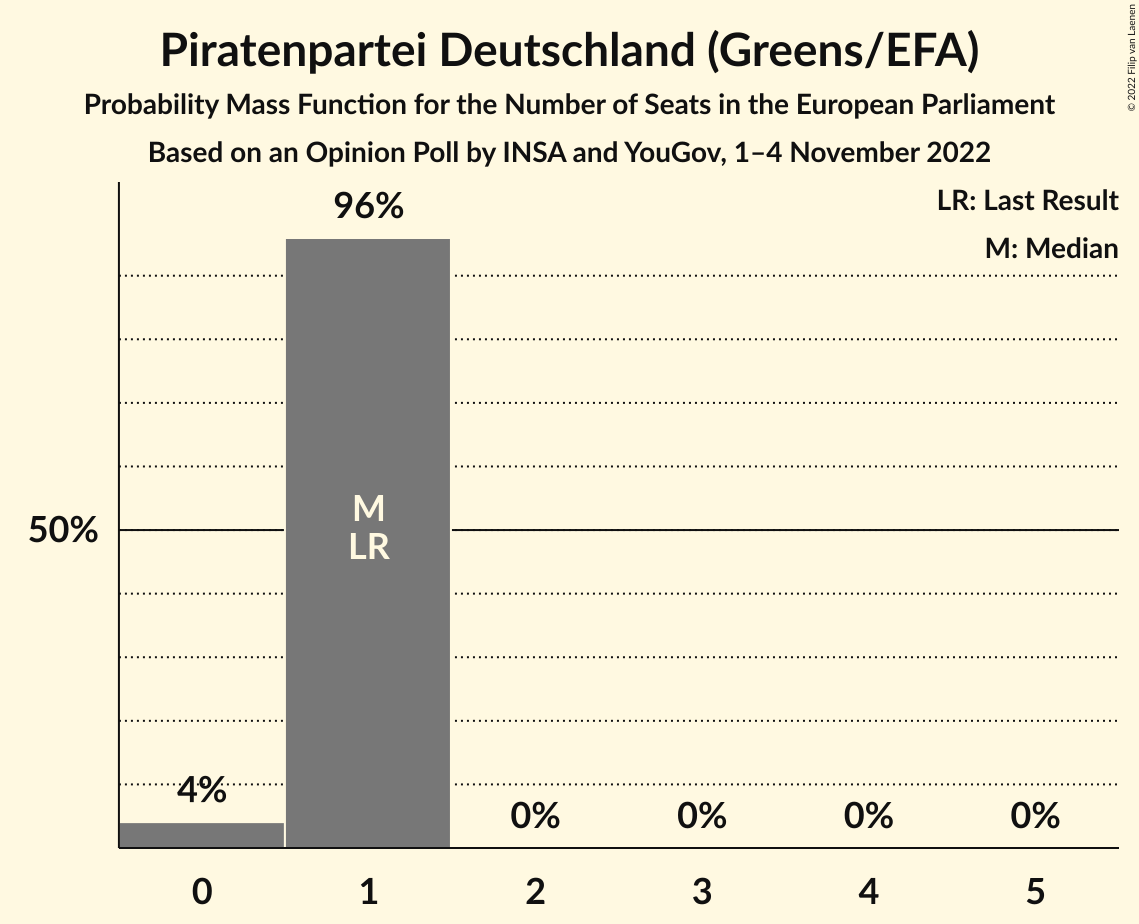 Piratenpartei Deutschland (Greens/EFA)
Probability Mass Function for the Number of Seats in the European Parliament
Based on an Opinion Poll by INSA and YouGov, 1–4 November 2022
© 2022 Filip van Laenen
LR: Last Result
M: Median
96%
M
LR
50%
4%
0%
0%
0%
0%
0
1
2
3
4
5